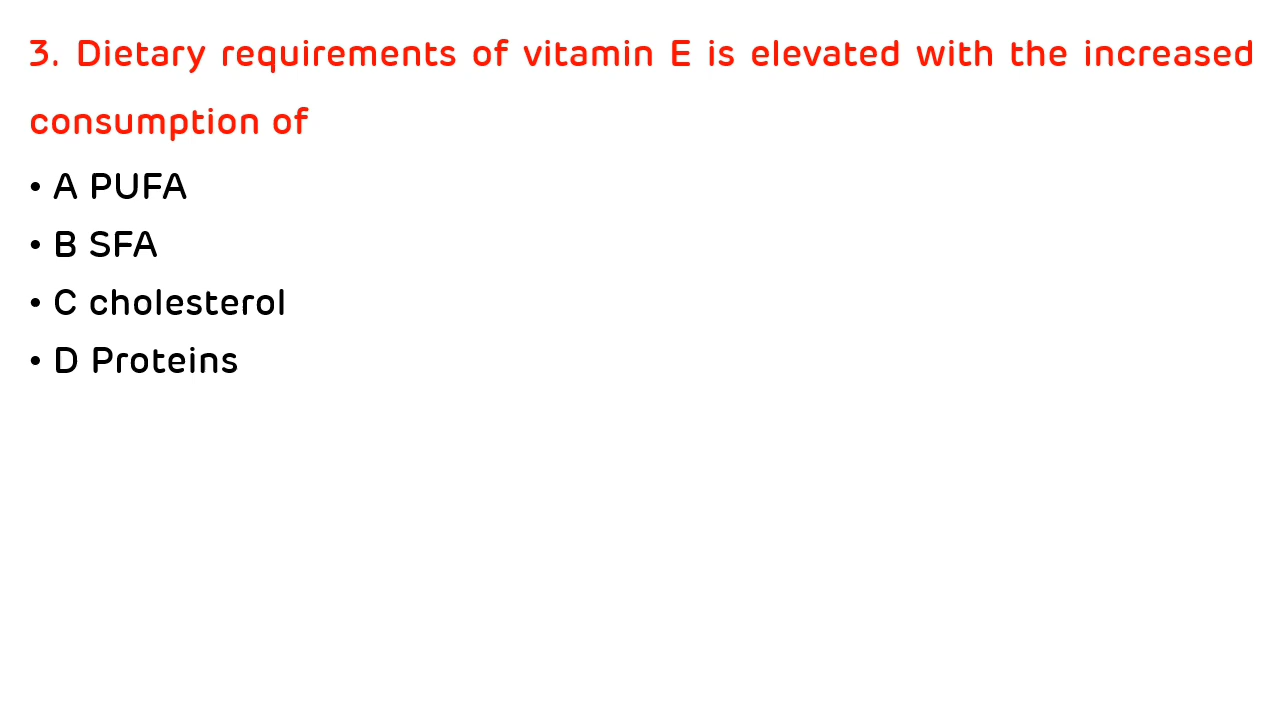 3. Dietary requirements of vitamin E is elevated with the increased
consumption of
• A PUFA
• B SFA
• C cholesterol
• D Proteins